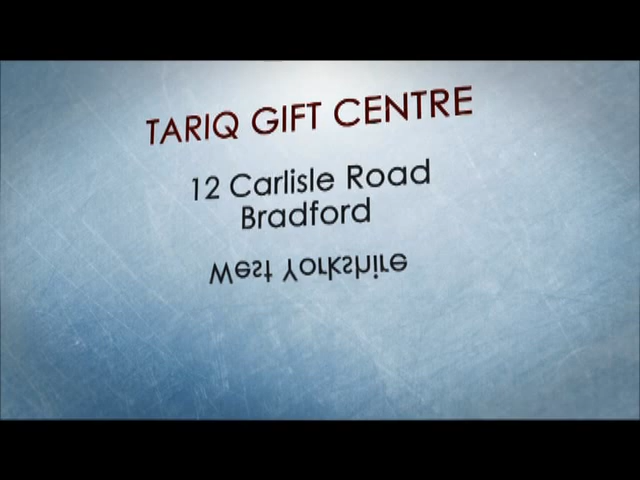 TARIQ GIFT CENTRE
12 Carlisle Road
Bradford
West Yorkshire